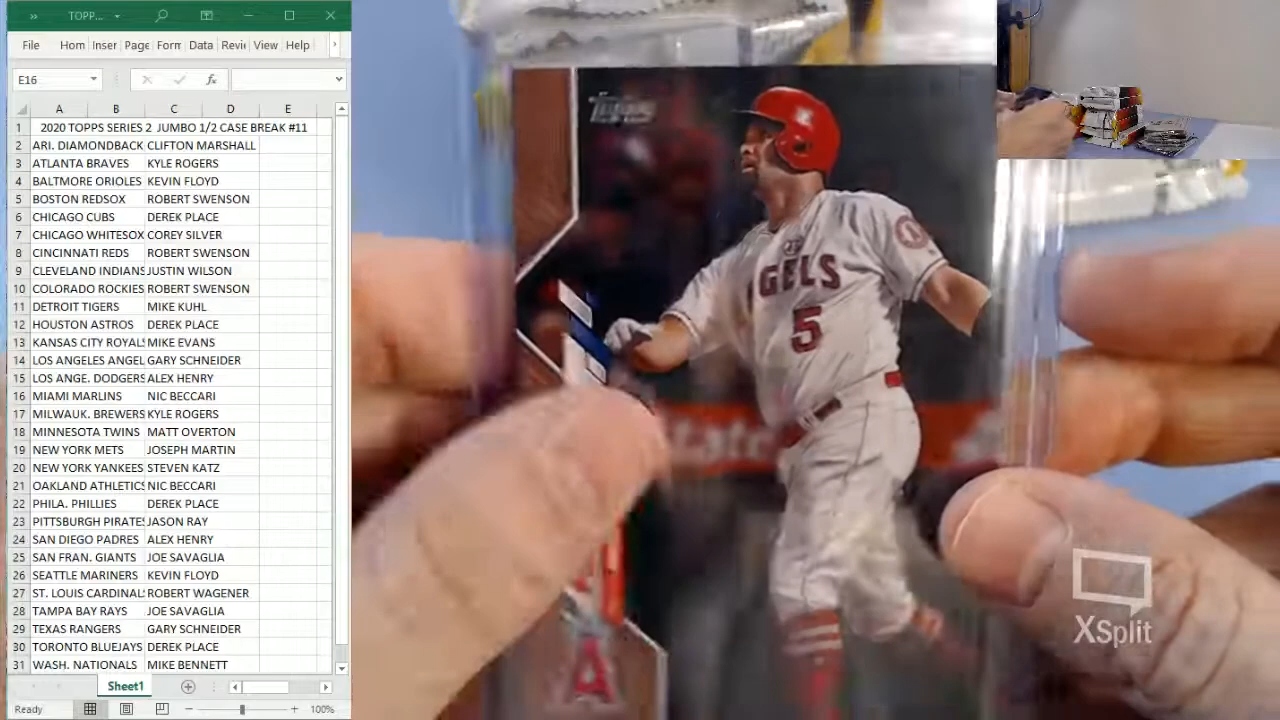 TOPP...
File Hom Inser Page Form Data Revi View Help
E16
fx
A B C D E
1 2020 TOPPS SERIES 2 JUMBO 1/2 CASE BREAK #11
2 ARI. DIAMONDBACK CLIFTON MARSHALL
3 ATLANTA BRAVES KYLE ROGERS
4 BALTMORE ORIOLES KEVIN FLOYD
5 BOSTON REDSOX ROBERT SWENSON
6 CHICAGO CUBS DEREK PLACE
7 CHICAGO WHITESOX COREY SILVER
8 CINCINNATI REDS ROBERT SWENSON
9 CLEVELAND INDIANS JUSTIN WILSON
10 COLORADO ROCKIES ROBERT SWENSON
11 DETROIT TIGERS MIKE KUHL
12 HOUSTON ASTROS DEREK PLACE
13 KANSAS CITY ROYAL MIKE EVANS
14 LOS ANGELES ANGEL GARY SCHNEIDER
15 LOS ANGE. DODGERS ALEX HENRY
16 MIAMI MARLINS NIC BECCARI
17 MILWAUK. BREWERS KYLE ROGERS
18 MINNESOTA TWINS MATT OVERTON
19 NEW YORK METS JOSEPH MARTIN
20 NEW YORK YANKEES STEVEN KATZ
21 OAKLAND ATHLETICS NIC BECCARI
22 PHILA. PHILLIES DEREK PLACE
23 PITTSBURGH PIRATES JASON RAY
24 SAN DIEGO PADRES ALEX HENRY
25 SAN FRAN. GIANTS JOE SAVAGLIA
26 SEATTLE MARINERS KEVIN FLOYD
27 ST. LOUIS CARDINAL ROBERT WAGENER
28 TAMPA BAY RAYS JOE SAVAGLIA
29 TEXAS RANGERS GARY SCHNEIDER
30 TORONTO BLUEJAYS DEREK PLACE
31 WASH. NATIONALS MIKE BENNETT
Sheet1
Ready 100%
Topps
GELS
5
State
A
XSplit